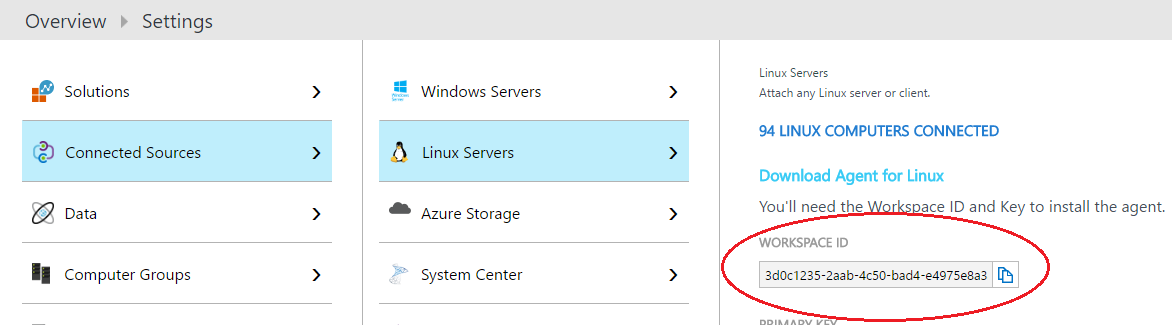 Overview Settings
Solutions
Connected Sources
Data
Computer Groups
Windows Servers
Linux Servers
Azure Storage
System Center
Linux Servers
Attach any Linux server or client.
94 LINUX COMPUTERS CONNECTED
Download Agent for Linux
You'll need the Workspace ID and Key to install the agent.
WORKSPACE ID
3d0c1235-2aab-4c50-bad4-e4975e8a3
PRIMARY KEY